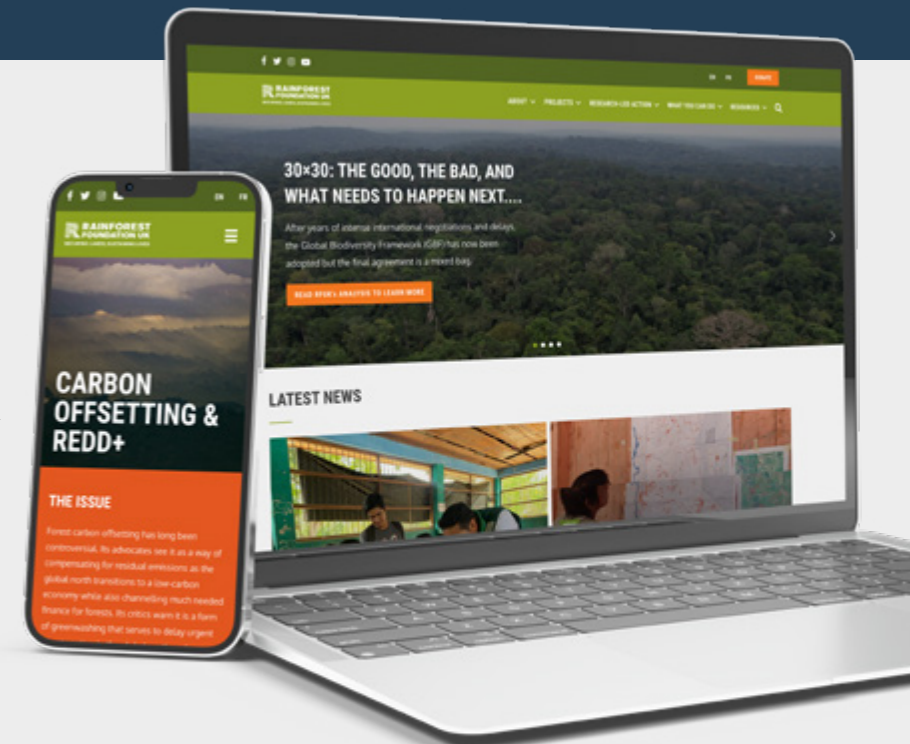 EN FR DONATE
RAINFOREST
FOUNDATION UK
ABOUT PROJECTS RESEARCH-LED ACTION WHAT YOU CAN DO RESOURCES
30×30: THE GOOD, THE BAD, AND
WHAT NEEDS TO HAPPEN NEXT....
After years of intense international negotiations and delays,
the Global Biodiversity Framework (GBF) has now been
adopted but the final agreement is a mixed bag.
READ RFUK's ANALYSIS TO LEARN MORE
LATEST NEWS
EN FR
RAINFOREST
FOUNDATION UK
CARBON
OFFSETTING &
REDD+
THE ISSUE
Forest carbon offsetting has long been
controversial. Its advocates see it as a way of
compensating for residual emissions as the
global north transitions to a low-carbon
economy while also channelling much needed
finance for forests. Its critics warn it is a form
of greenwashing that serves to delay urgent